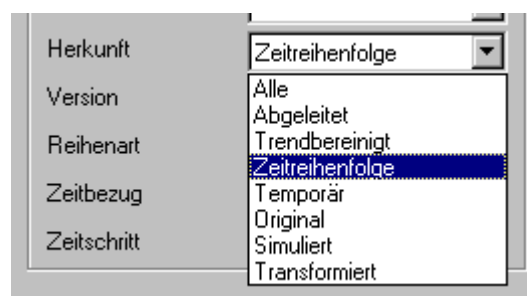 Herkunft
Zeitreihenfolge
Version
Reihenart
Zeitbezug
Zeitschritt
Alle
Abgeleitet
Trendbereinigt
Zeitreihenfolge
Temporär
Original
Simuliert
Transformiert